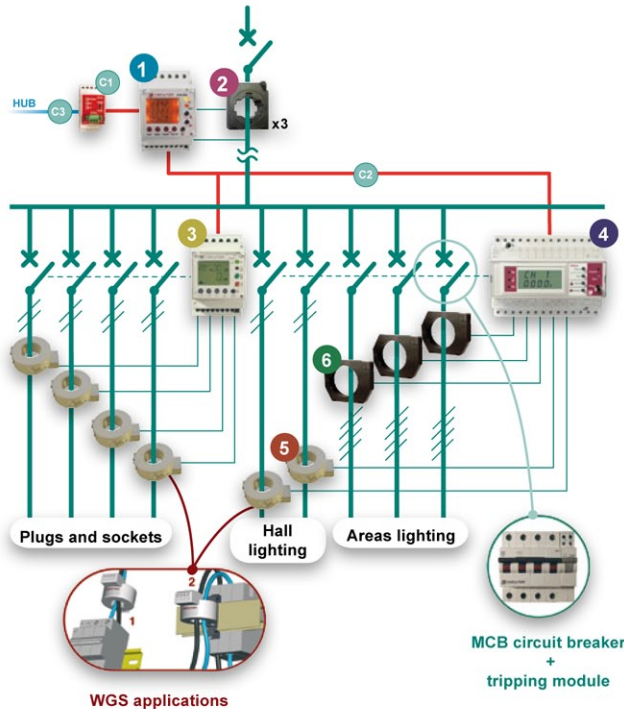 C1
1
2
HUB
C3
x3
C2
3
4
CH
0.000
6
5
Plugs and sockets
Hall
lighting
Areas lighting
2
1
WGS applications
MCB circuit breaker
+
tripping module